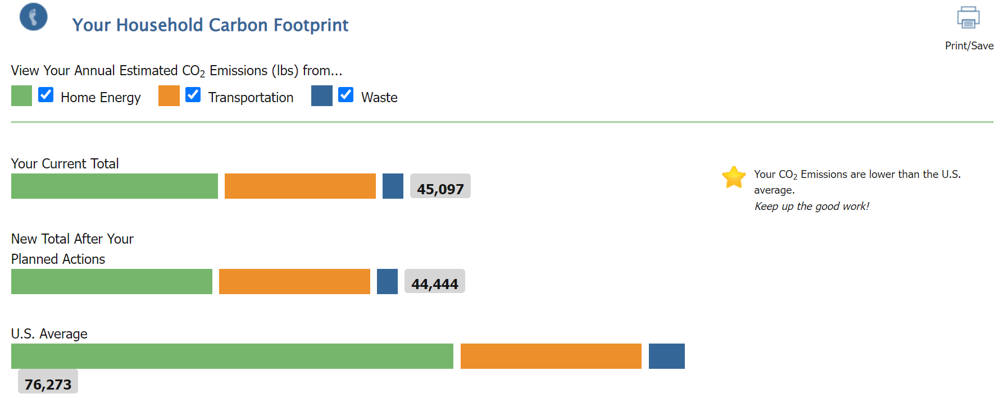 Your Household Carbon Footprint
Print/Save
View Your Annual Estimated CO₂ Emissions (lbs) from...
Home Energy Transportation Waste
Your Current Total
45,097
Your CO₂ Emissions are lower than the U.S.
average.
Keep up the good work!
New Total After Your
Planned Actions
44,444
U.S. Average
76,273